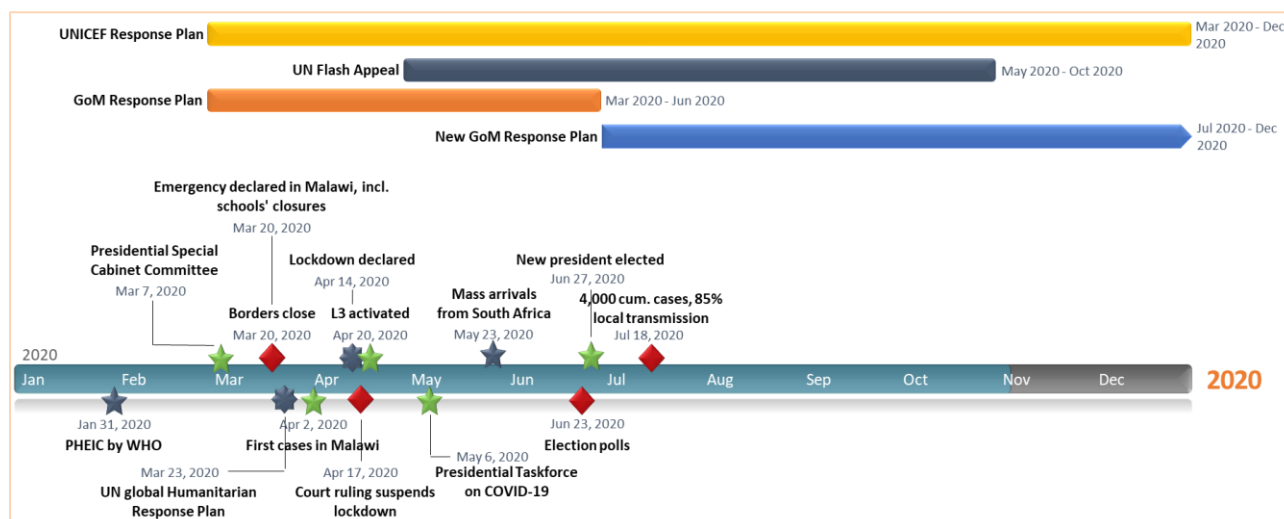 UNICEF Response Plan
Mar 2020 - Dec
2020
UN Flash Appeal
May 2020 - Oct 2020
GoM Response Plan
Mar 2020 - Jun 2020
New GoM Response Plan
Jul 2020 - Dec
2020
Emergency declared in Malawi, incl.
schools' closures
Mar 20, 2020
Presidential Special
Cabinet Committee
Mar 7, 2020
Lockdown declared
Apr 14, 2020
New president elected
Jun 27, 2020
Borders close
Mar 20, 2020
L3 activated
Apr 20, 2020
Mass arrivals
from South Africa
May 23, 2020
4,000 cum. cases, 85%
local transmission
Jul 18, 2020
2020
Jan Feb Mar Apr May Jun Jul Aug Sep Oct Nov Dec
2020
Jan 31, 2020
PHEIC by WHO
Apr 2, 2020
First cases in Malawi
Jun 23, 2020
Election polls
Mar 23, 2020
UN global Humanitarian
Response Plan
Apr 17, 2020
Court ruling suspends
lockdown
May 6, 2020
Presidential Taskforce
on COVID-19